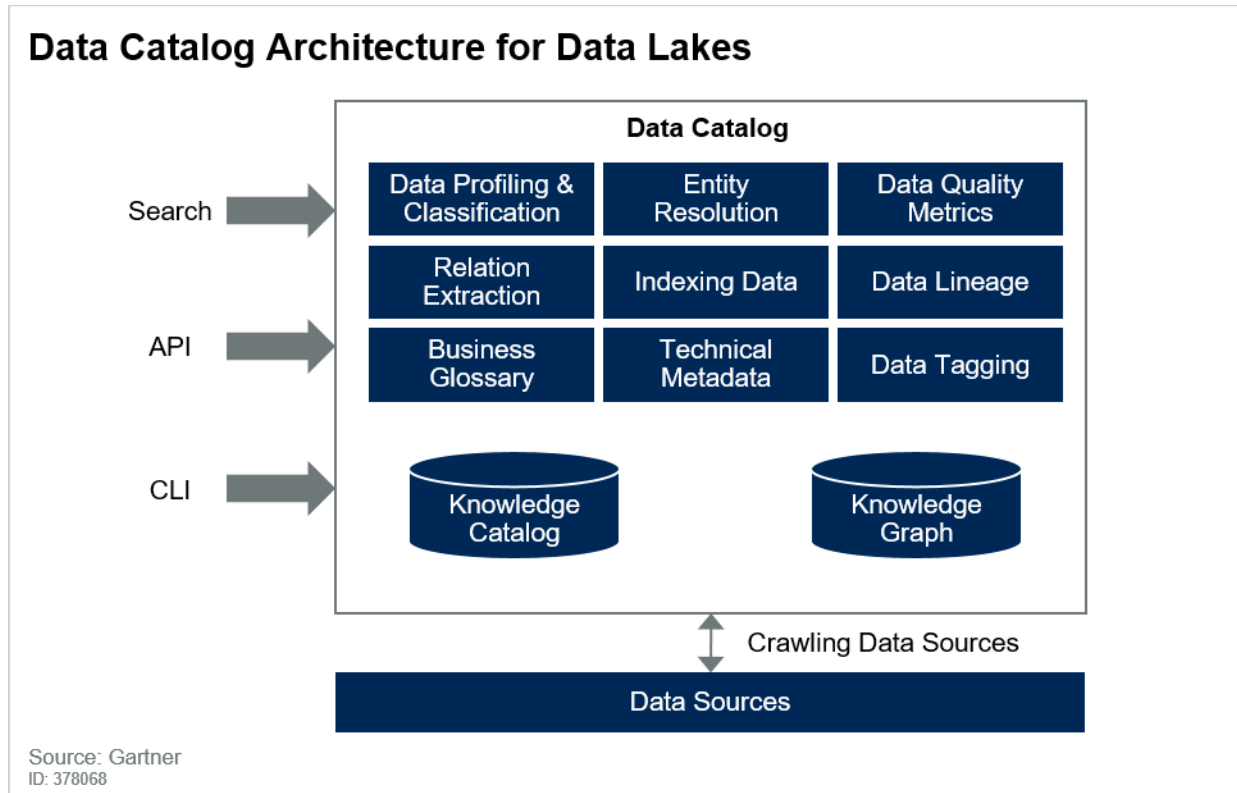 Data Catalog Architecture for Data Lakes
Data Catalog
Data Profiling &
Classification
Entity
Resolution
Data Quality
Metrics
Search
Relation
Extraction
Indexing Data
Data Lineage
API
Business
Glossary
Technical
Metadata
Data Tagging
CLI
Knowledge
Catalog
Knowledge
Graph
Crawling Data Sources
Data Sources
Source: Gartner
ID: 378068